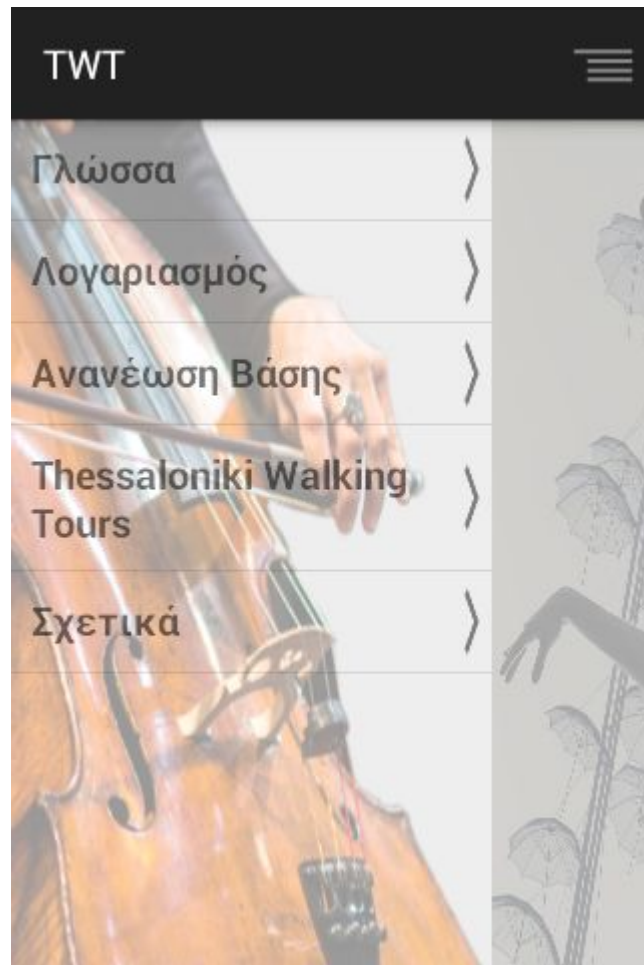 TWT
Γλώσσα
Λογαριασμός
Ανανέωση Βάσης
Thessaloniki Walking
Tours
Σχετικά